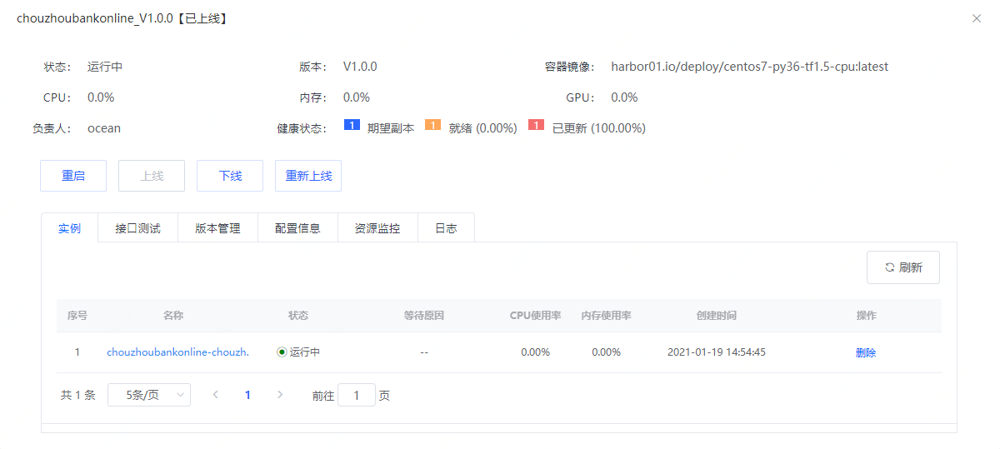 chouzhoubankonline_V1.0.0【已上线】
状态： 运行中 版本： V1.0.0 容器镜像： harbor01.io/deploy/centos7-py36-tf1.5-cpu:latest
CPU： 0.0% 内存： 0.0% GPU： 0.0%
负责人： ocean 健康状态： 1 期望副本 1 就绪 (0.00%) 1 已更新 (100.00%)
重启 上线 下线 重新上线
实例 接口测试 版本管理 配置信息 资源监控 日志
刷新
序号 名称 状态 等待原因 CPU使用率 内存使用率 创建时间 操作
1 chouzhoubankonline-chouzh. 运行中 -- 0.00% 0.00% 2021-01-19 14:54:45 删除
共 1 条 5条/页 1 前往 1 页